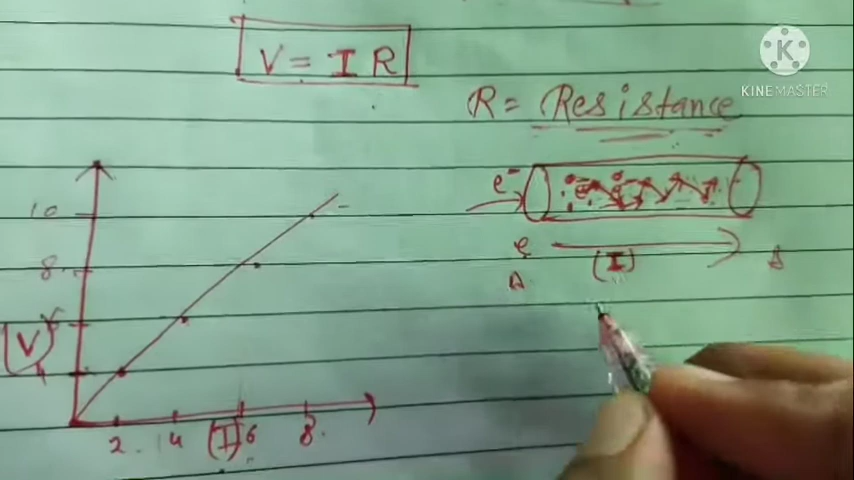 V = I R
K
KINEMASTER
R = Resistance
10
8
(V)
2 4 (I) 6 8
e-
e (I) A
A